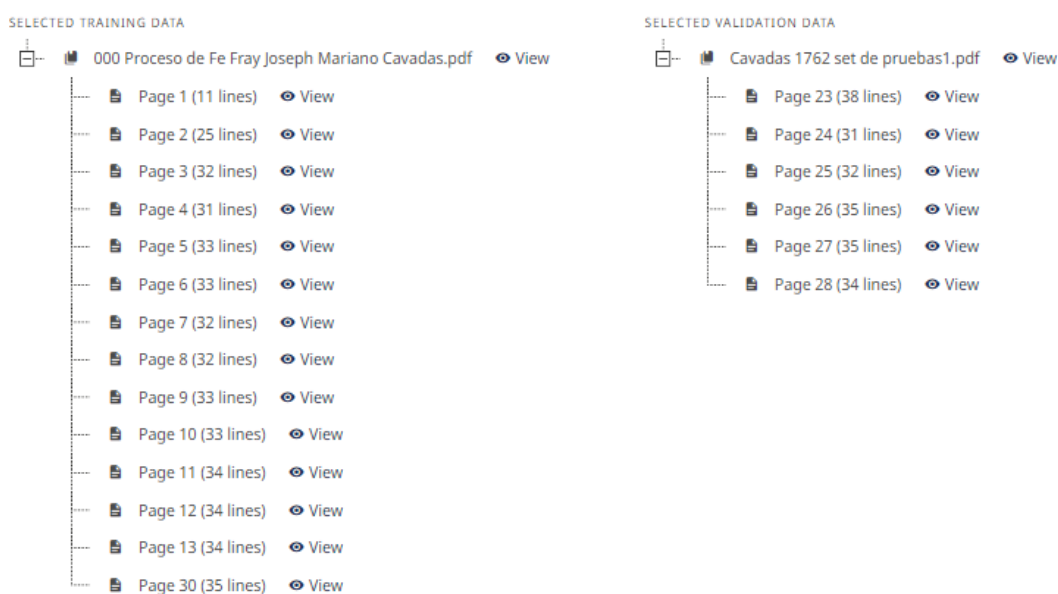 SELECTED TRAINING DATA
000 Proceso de Fe Fray Joseph Mariano Cavadas.pdf View
Page 1 (11 lines) View
Page 2 (25 lines) View
Page 3 (32 lines) View
Page 4 (31 lines) View
Page 5 (33 lines) View
Page 6 (33 lines) View
Page 7 (32 lines) View
Page 8 (32 lines) View
Page 9 (33 lines) View
Page 10 (33 lines) View
Page 11 (34 lines) View
Page 12 (34 lines) View
Page 13 (34 lines) View
Page 30 (35 lines) View
SELECTED VALIDATION DATA
Cavadas 1762 set de pruebas1.pdf View
Page 23 (38 lines) View
Page 24 (31 lines) View
Page 25 (32 lines) View
Page 26 (35 lines) View
Page 27 (35 lines) View
Page 28 (34 lines) View